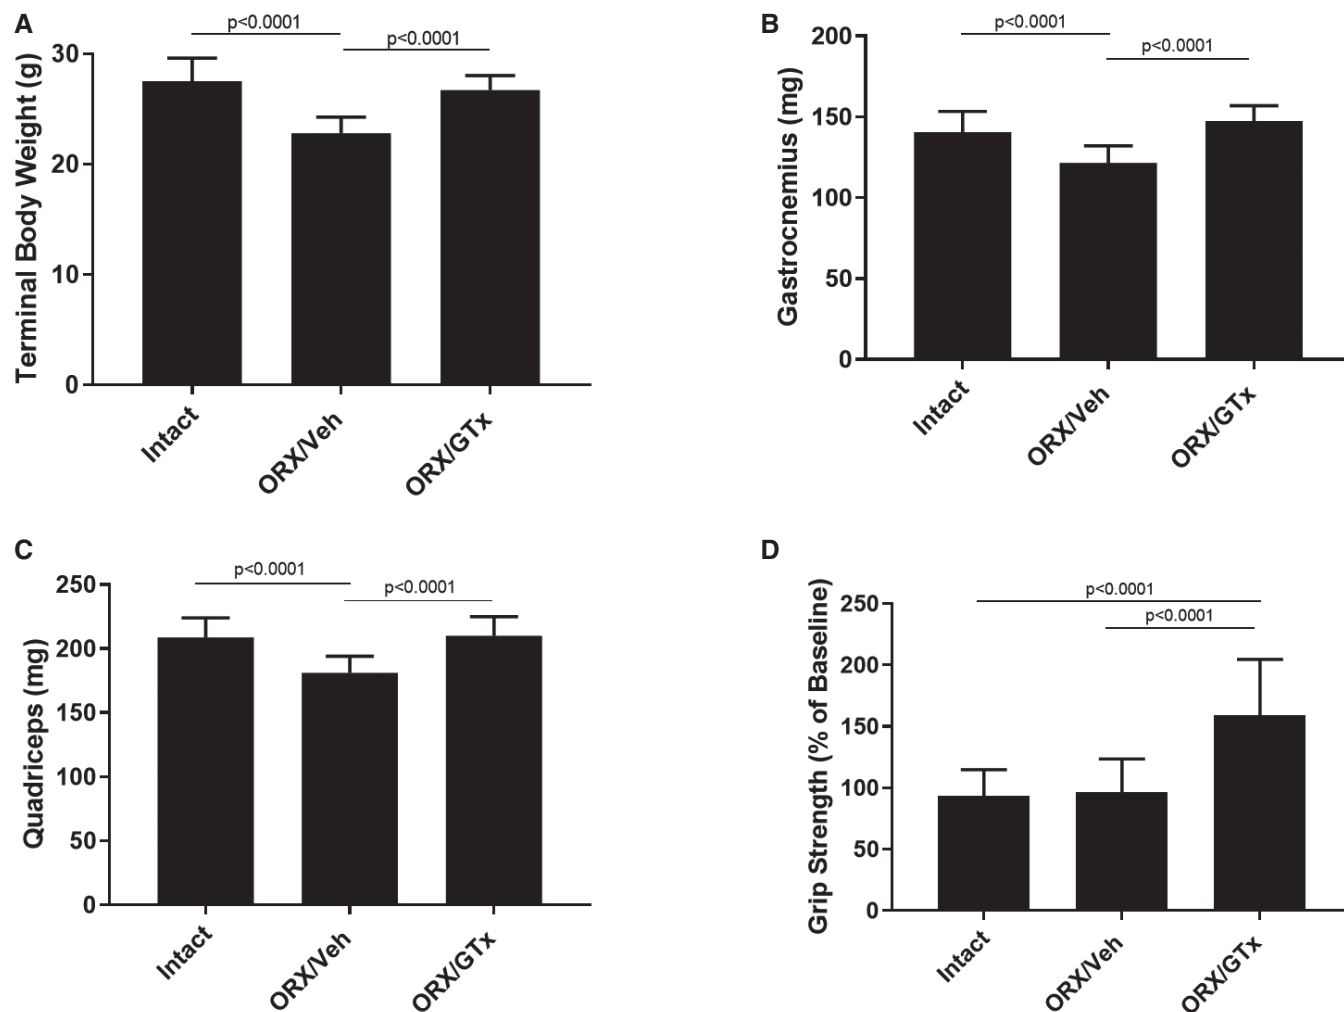 A
p<0.0001
p<0.0001
Terminal Body Weight (g)
30
20
10
0
Intact
ORX/Veh
ORX/GTx
B
p<0.0001
p<0.0001
Gastrocnemius (mg)
200
150
100
50
0
Intact
ORX/Veh
ORX/GTx
C
p<0.0001
p<0.0001
Quadriceps (mg)
250
200
150
100
50
0
Intact
ORX/Veh
ORX/GTx
D
p<0.0001
p<0.0001
Grip Strength (% of Baseline)
250
200
150
100
50
0
Intact
ORX/Veh
ORX/GTx